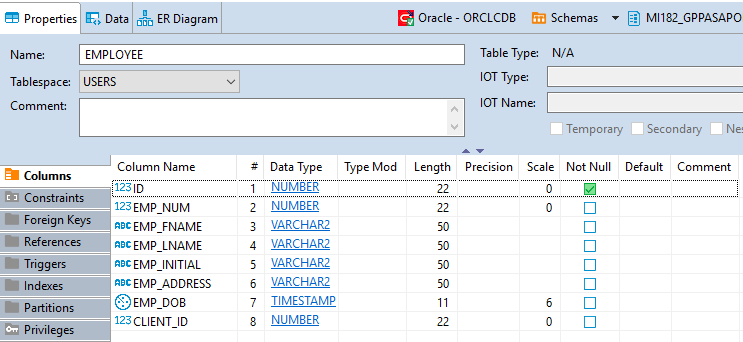 Properties Data ER Diagram Oracle - ORCLCDB Schemas MI182_GPPASAPO
Name: EMPLOYEE Table Type: N/A
Tablespace: USERS IOT Type:
Comment: IOT Name:
Temporary Secondary Nes
Columns Column Name # Data Type Type Mod Length Precision Scale Not Null Default Comment
Constraints 123 ID 1 NUMBER 22 0
Foreign Keys 123 EMP_NUM 2 NUMBER 22 0
References ABC EMP_FNAME 3 VARCHAR2 50
Triggers ABC EMP_LNAME 4 VARCHAR2 50
Indexes ABC EMP_INITIAL 5 VARCHAR2 50
Partitions ABC EMP_ADDRESS 6 VARCHAR2 50
Privileges EMP_DOB 7 TIMESTAMP 11 6
123 CLIENT_ID 8 NUMBER 22 0